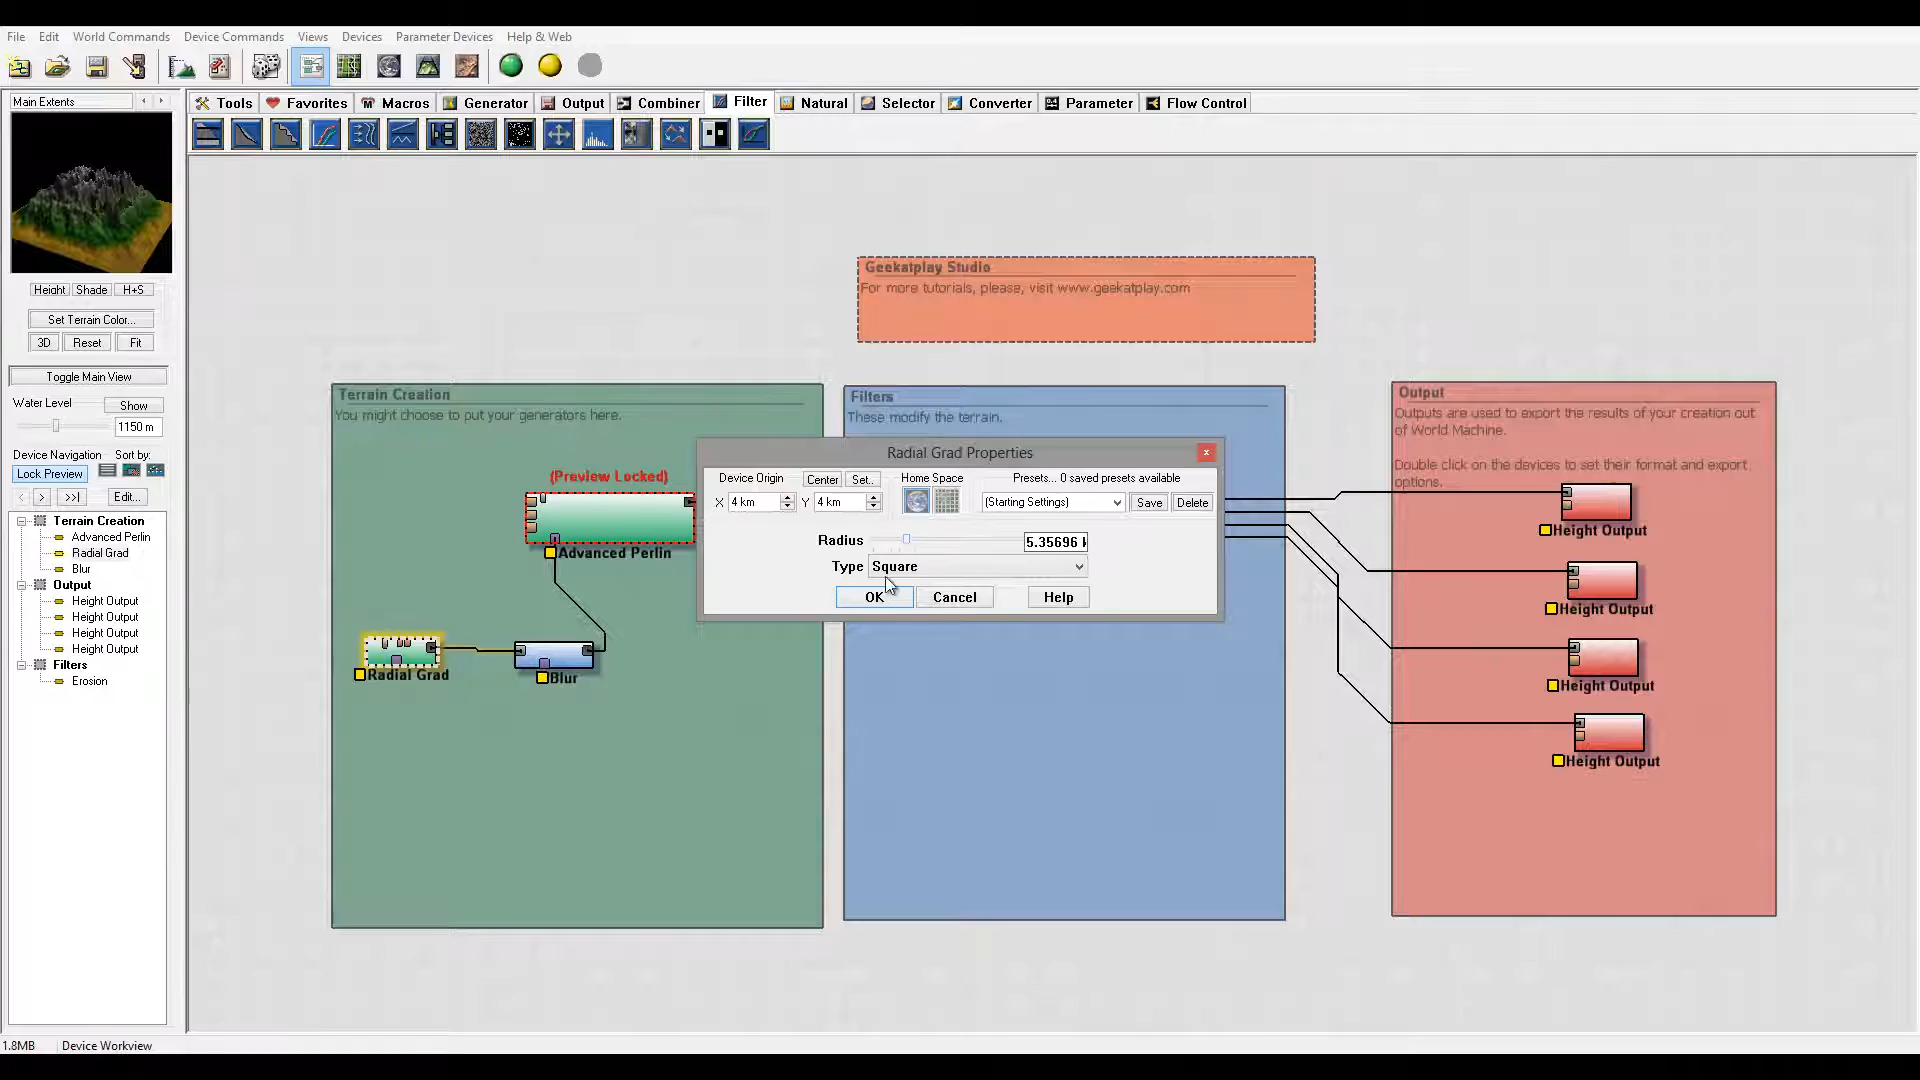 File Edit World Commands Device Commands Views Devices Parameter Devices Help & Web
Main Extents
Tools Favorites Macros Generator Output Combiner Filter Natural Selector Converter Parameter Flow Control
Height Shade H+S
Set Terrain Color...
3D Reset Fit
Toggle Main View
Water Level Show
1150 m
Device Navigation Sort by:
Lock Preview
< > >>| Edit...
Terrain Creation
Advanced Perlin
Radial Grad
Blur
Output
Height Output
Height Output
Height Output
Height Output
Filters
Erosion
Geekatplay Studio
For more tutorials, please, visit www.geekatplay.com
Terrain Creation
You might choose to put your generators here.
(Preview Locked)
Advanced Perlin
Radial Grad
Blur
Filters
These modify the terrain.
Radial Grad Properties
x
Device Origin Center Set.. Home Space Presets... 0 saved presets available
X 4 km Y 4 km (Starting Settings) Save Delete
Radius 5.35696
Type Square
OK Cancel Help
Output
Outputs are used to export the results of your creation out
of World Machine.
Double click on the devices to set their format and export
options.
Height Output
Height Output
Height Output
Height Output
1.8MB Device Workview